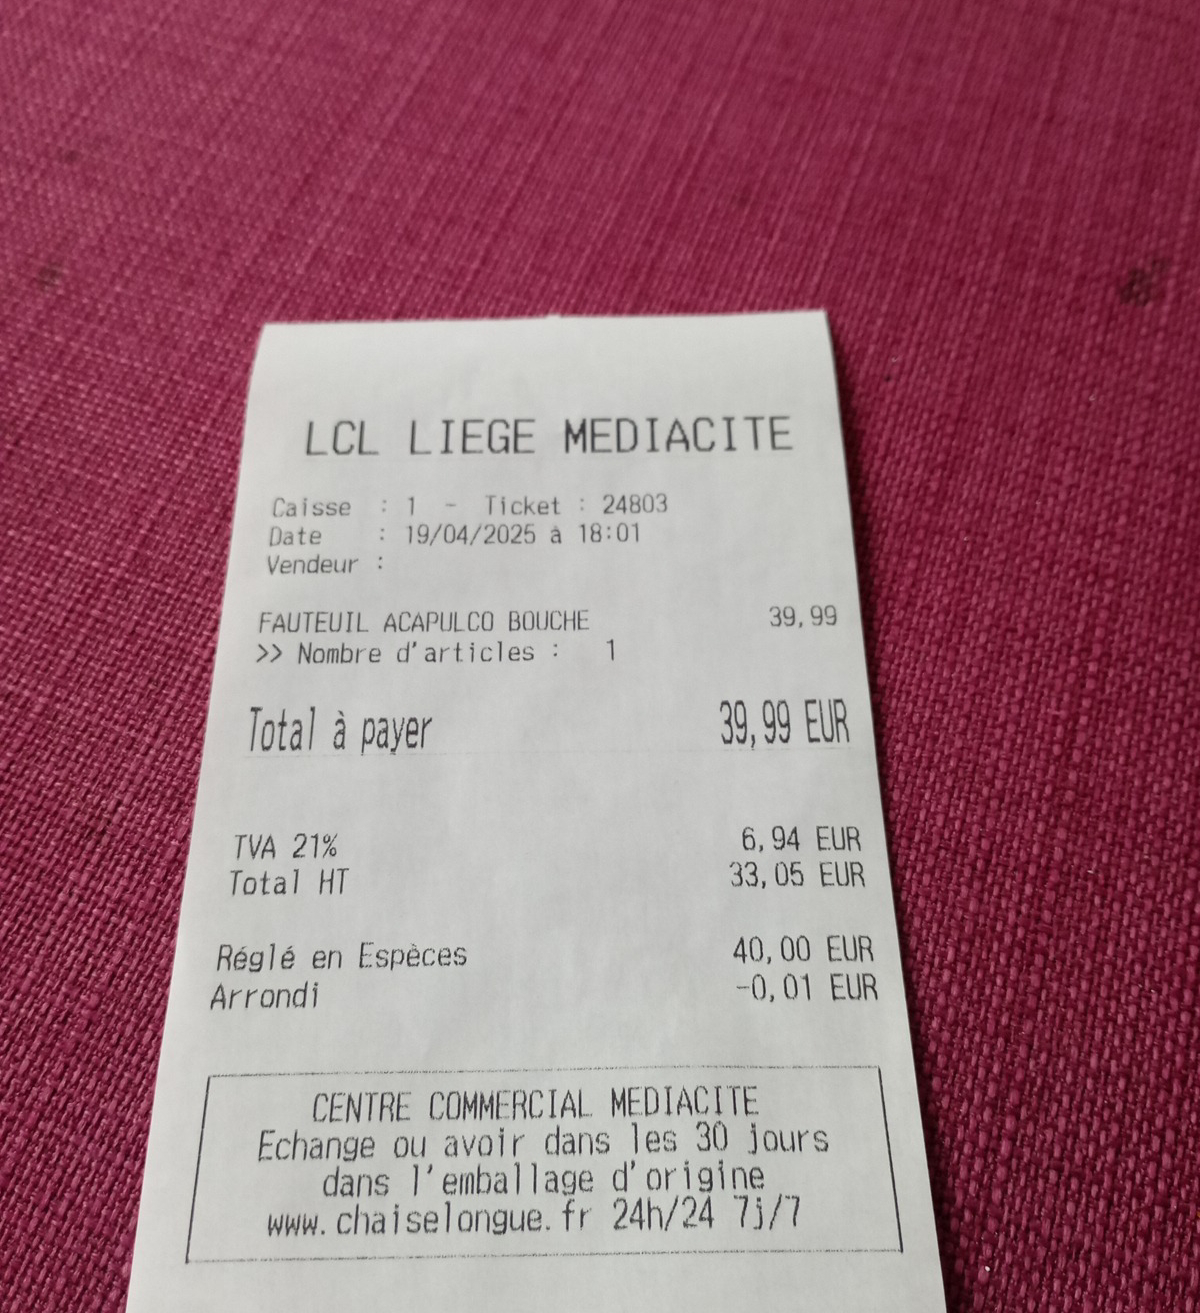 LCL LIEGE MEDIACITE
Caisse : 1 - Ticket : 24803
Date : 19/04/2025 à 18:01
Vendeur :
FAUTEUIL ACAPULCO BOUCHE 39,99
>> Nombre d'articles : 1
Total à payer 39,99 EUR
TVA 21% 6,94 EUR
Total HT 33,05 EUR
Réglé en Espèces 40,00 EUR
Arrondi -0,01 EUR
CENTRE COMMERCIAL MEDIACITE
Echange ou avoir dans les 30 jours
dans l'emballage d'origine
www.chaiselongue.fr 24h/24 7j/7